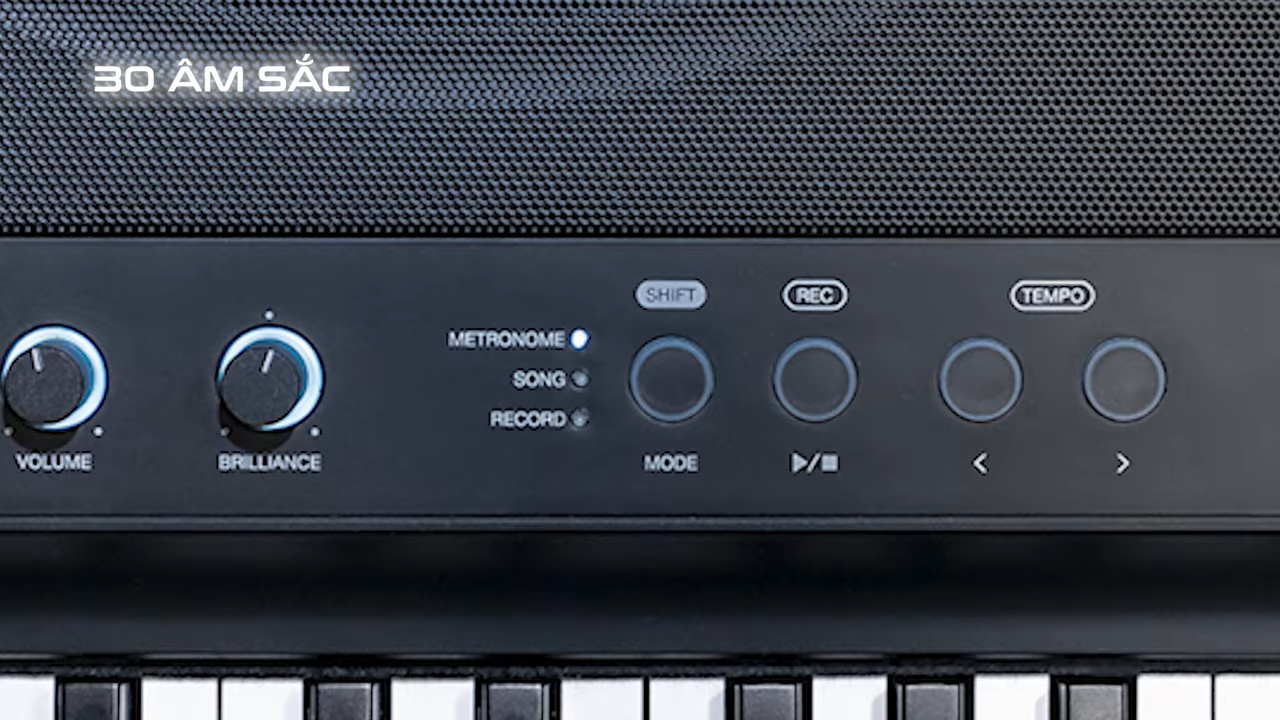 30 ÂM SẮC
SHIFT
REC
TEMPO
METRONOME
SONG
RECORD
VOLUME
BRILLIANCE
MODE